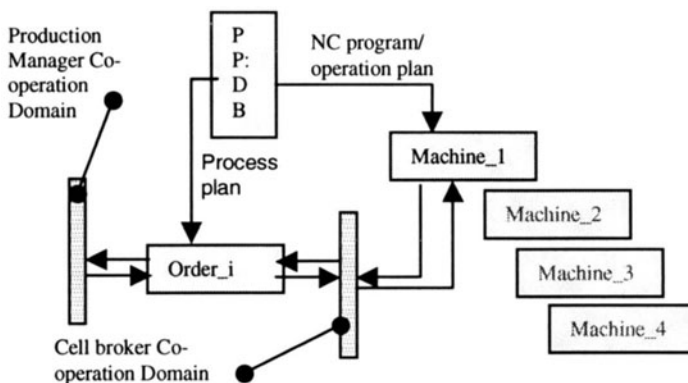 Production
Manager Co-
operation
Domain
P
P:
D
B
NC program/
operation plan
Process
plan
Machine_1
Machine_2
Machine_3
Machine_4
Order_i
Cell broker Co-
operation Domain